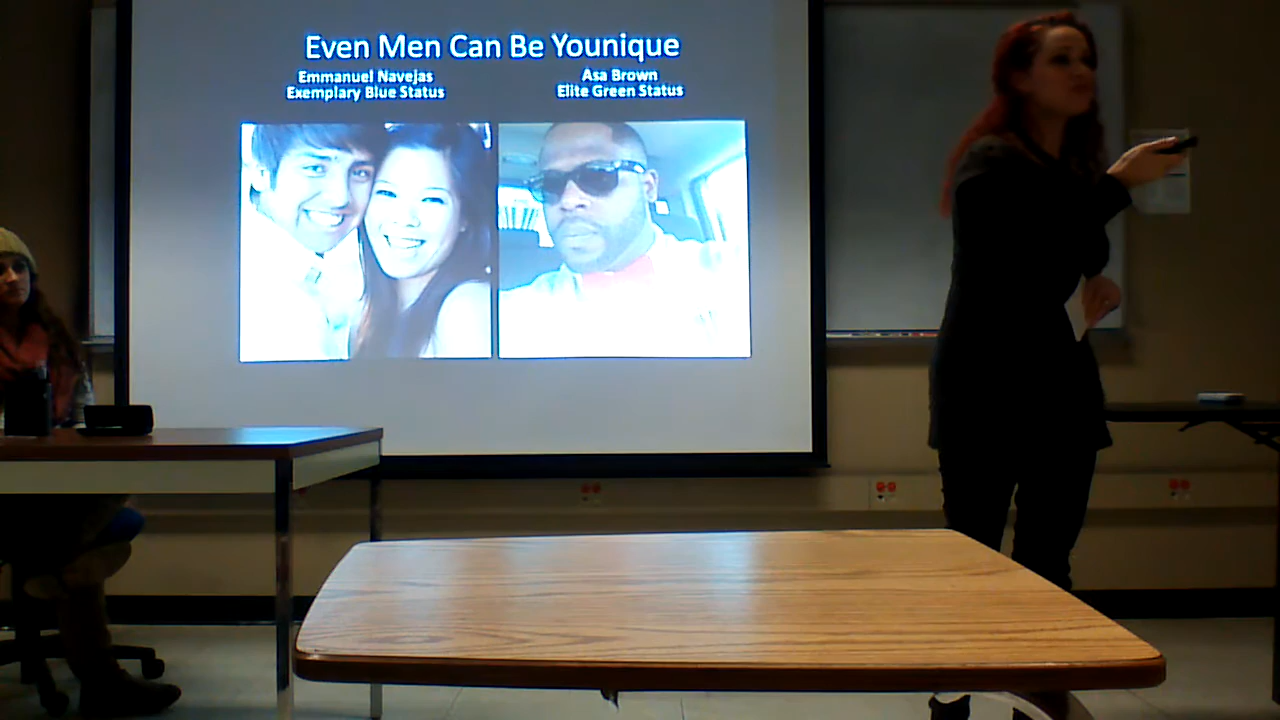 Even Men Can Be Younique
Emmanuel Navejas
Exemplary Blue Status
Asa Brown
Elite Green Status